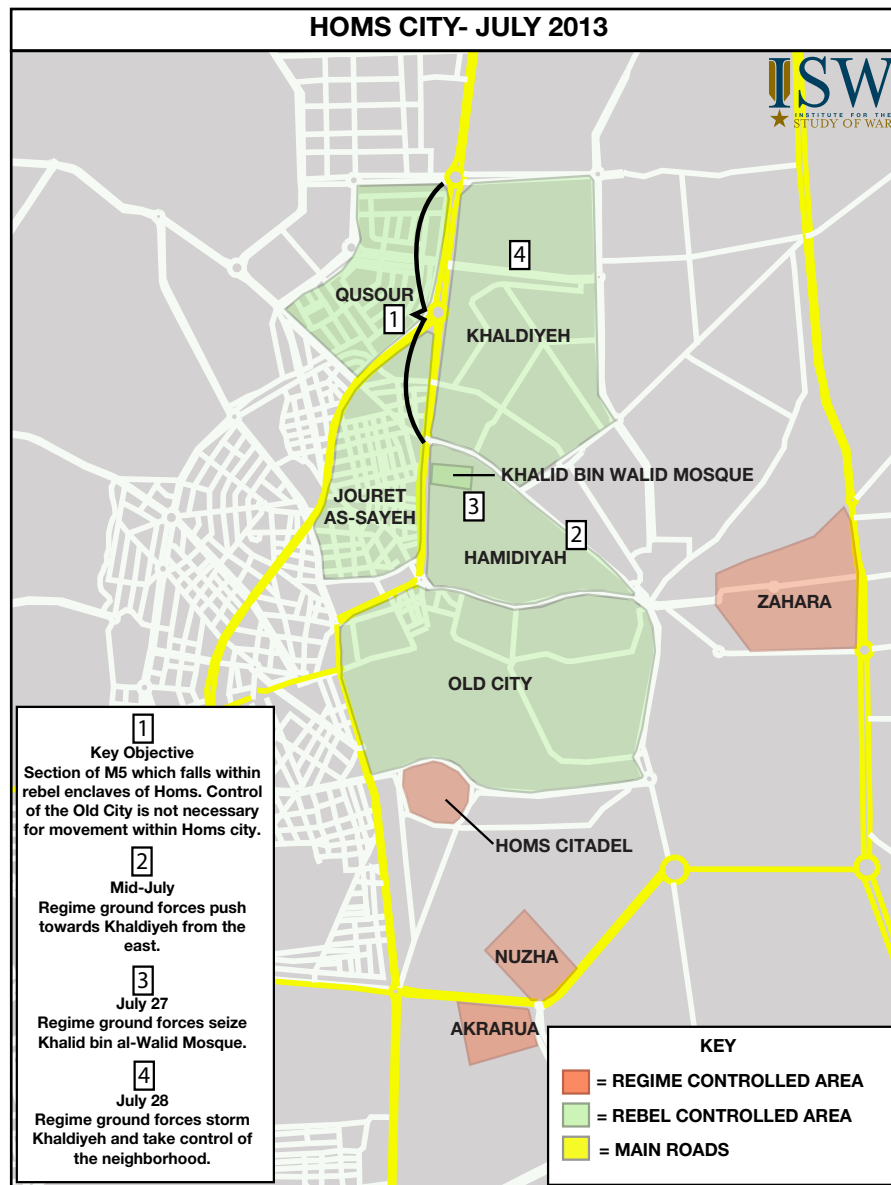 HOMS CITY- JULY 2013
ISW
INSTITUTE FOR THE
STUDY OF WAR
4
QUSOUR
1
KHALDIYEH
KHALID BIN WALID MOSQUE
JOURET
AS-SAYEH
3
2
HAMIDIYAH
ZAHARA
OLD CITY
HOMS CITADEL
NUZHA
AKRARUA
1
Key Objective
Section of M5 which falls within
rebel enclaves of Homs. Control
of the Old City is not necessary
for movement within Homs city.
2
Mid-July
Regime ground forces push
towards Khaldiyeh from the
east.
3
July 27
Regime ground forces seize
Khalid bin al-Walid Mosque.
4
July 28
Regime ground forces storm
Khaldiyeh and take control of
the neighborhood.
KEY
= REGIME CONTROLLED AREA
= REBEL CONTROLLED AREA
= MAIN ROADS